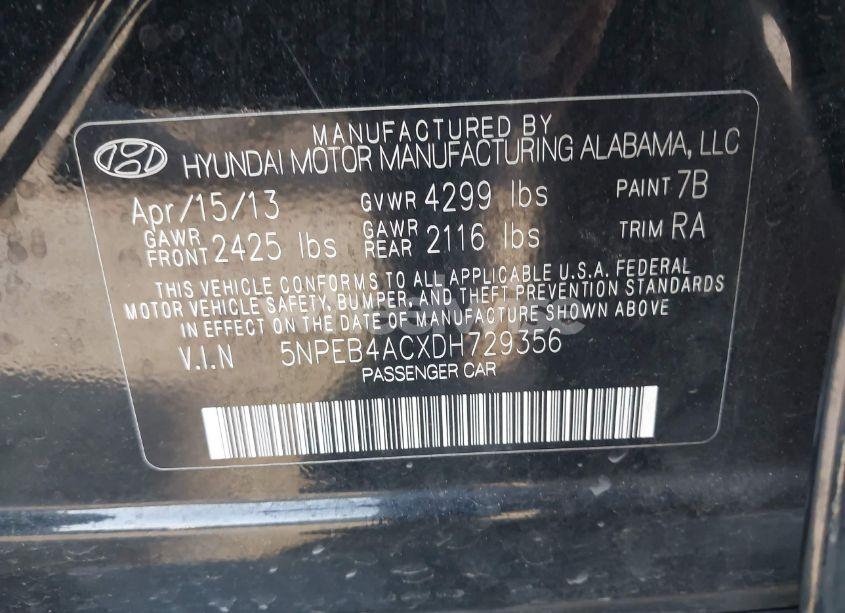 MANUFACTURED BY
HYUNDAI MOTOR MANUFACTURING ALABAMA, LLC
Apr/15/13 GVWR 4299 lbs PAINT 7B
GAWR FRONT 2425 lbs GAWR REAR 2116 lbs TRIM RA
THIS VEHICLE CONFORMS TO ALL APPLICABLE U.S.A. FEDERAL
MOTOR VEHICLE SAFETY, BUMPER, AND THEFT PREVENTION STANDARDS
IN EFFECT ON THE DATE OF MANUFACTURE SHOWN ABOVE
V.I.N 5NPEB4ACXDH729356
PASSENGER CAR